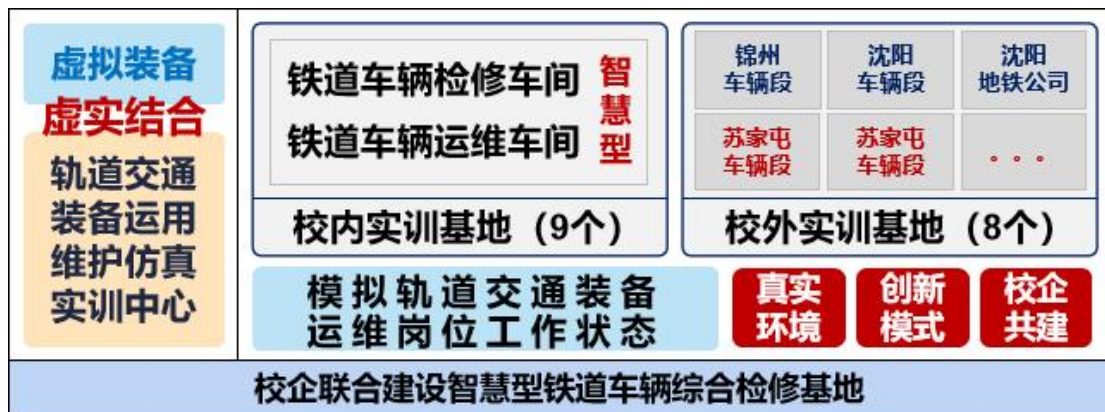 虚拟装备
虚实结合
轨道交通
装备运用
维护仿真
实训中心
铁道车辆检修车间
铁道车辆运维车间
智慧型
校内实训基地（9个）
锦州
车辆段
沈阳
车辆段
沈阳
地铁公司
苏家屯
车辆段
苏家屯
车辆段
。。。
校外实训基地（8个）
模拟轨道交通装备
运维岗位工作状态
真实
环境
创新
模式
校企
共建
校企联合建设智慧型铁道车辆综合检修基地